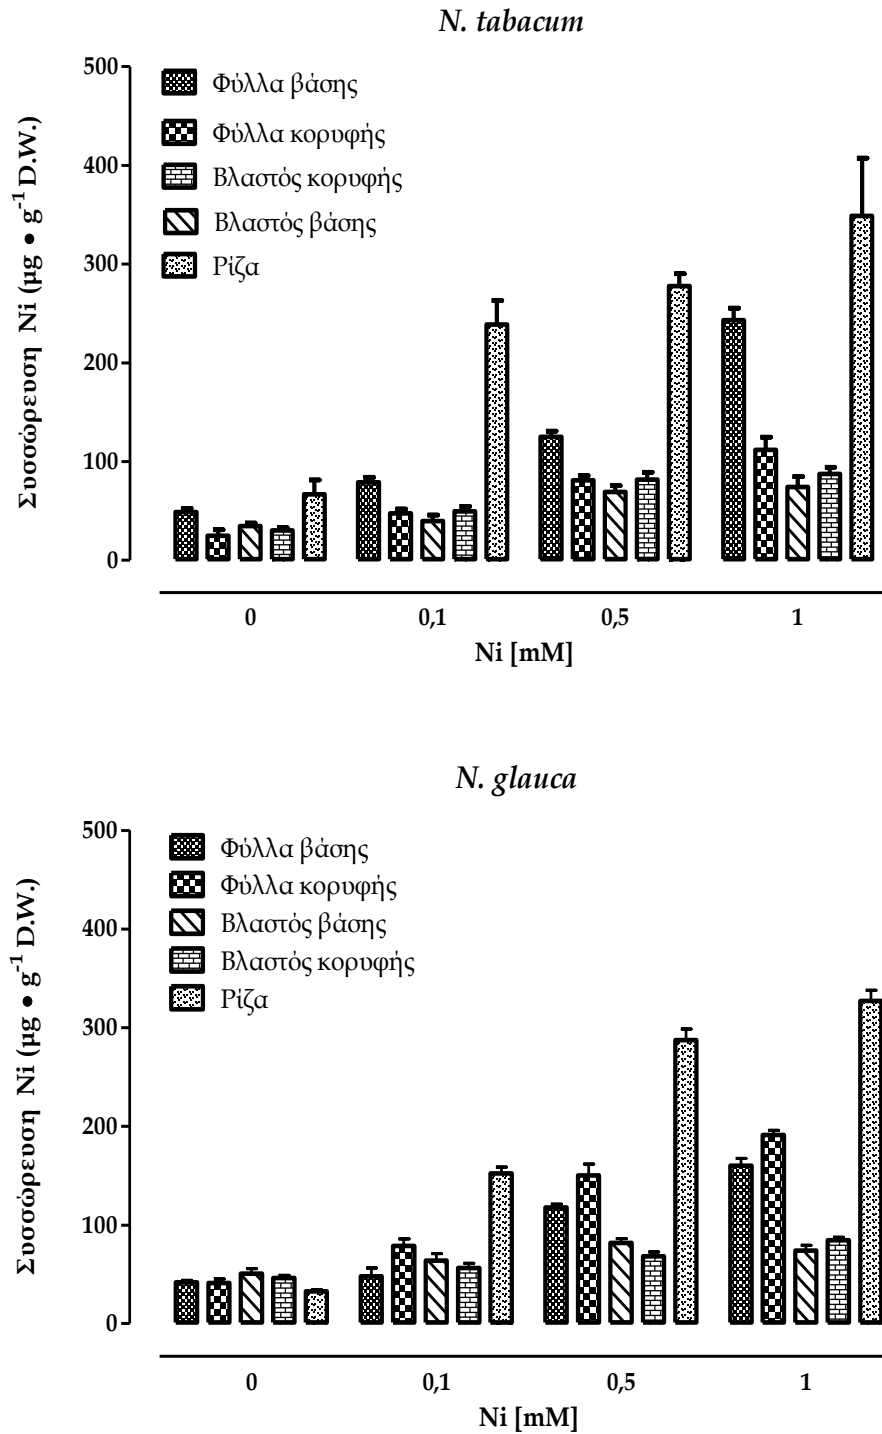 N. tabacum
500
400
300
200
100
0
Συσσώρευση Ni (μg • g⁻¹ D.W.)
Φύλλα βάσης
Φύλλα κορυφής
Βλαστός κορυφής
Βλαστός βάσης
Ρίζα
0 0,1 0,5 1
Ni [mM]
N. glauca
500
400
300
200
100
0
Συσσώρευση Ni (μg • g⁻¹ D.W.)
Φύλλα βάσης
Φύλλα κορυφής
Βλαστός βάσης
Βλαστός κορυφής
Ρίζα
0 0,1 0,5 1
Ni [mM]